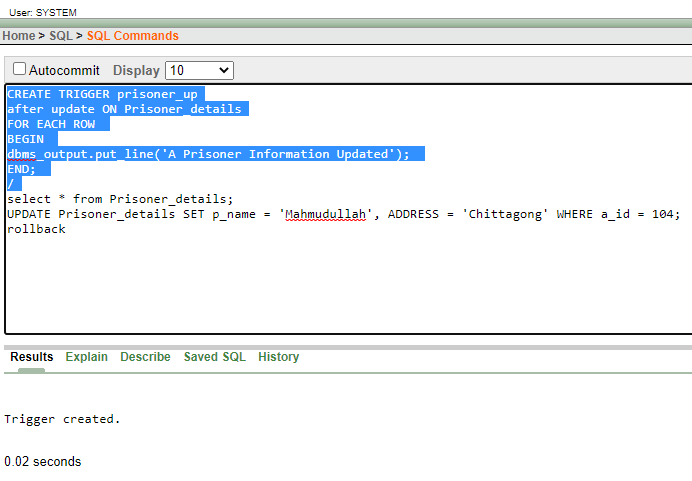 User: SYSTEM
Home > SQL > SQL Commands
Autocommit Display 10
CREATE TRIGGER prisoner_up
after update ON Prisoner_details
FOR EACH ROW
BEGIN
dbms_output.put_line('A Prisoner Information Updated');
END;
/
select * from Prisoner_details;
UPDATE Prisoner_details SET p_name = 'Mahmudullah', ADDRESS = 'Chittagong' WHERE a_id = 104;
rollback
Results Explain Describe Saved SQL History
Trigger created.
0.02 seconds